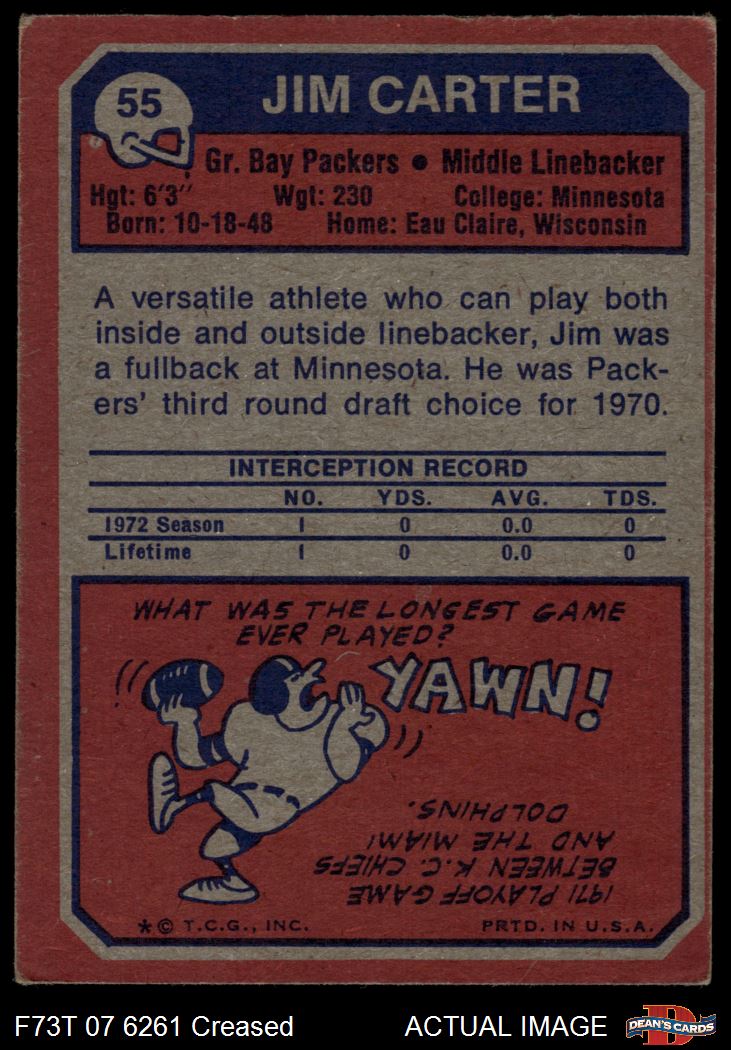 55
JIM CARTER
Gr. Bay Packers ● Middle Linebacker
Hgt: 6'3" Wgt: 230 College: Minnesota
Born: 10-18-48 Home: Eau Claire, Wisconsin
A versatile athlete who can play both
inside and outside linebacker, Jim was
a fullback at Minnesota. He was Pack-
ers' third round draft choice for 1970.
INTERCEPTION RECORD
NO. YDS. AVG. TDS.
1972 Season 1 0 0.0 0
Lifetime 1 0 0.0 0
WHAT WAS THE LONGEST GAME
EVER PLAYED?
YAWN!
1971 PLAYOFF GAME
BETWEEN K.C. CHIEFS
AND THE MIAMI
DOLPHINS.
* © T.C.G., INC. PRTD. IN U.S.A.
F73T 07 6261 Creased ACTUAL IMAGE
D
DEAN'S CARDS